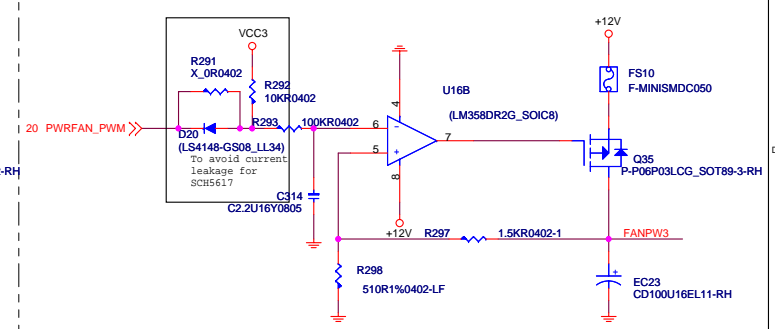 +12V
VCC3
R291
X_0R0402
FS10
F-MINISMDC050
R292
10KR0402
U16B
(LM358DR2G_SOIC8)
4
20 PWRFAN_PWM
R293
100KR0402
6
7
D20
(LS4148-GS08_LL34)
To avoid current
leakage for
SCH5617
5
-
+
Q35
P-P06P03LCG_SOT89-3-RH
-RH
8
C314
C2.2U16Y0805
+12V
R297
1.5KR0402-1
FANPW3
R298
510R1%0402-LF
+
EC23
CD100U16EL11-RH